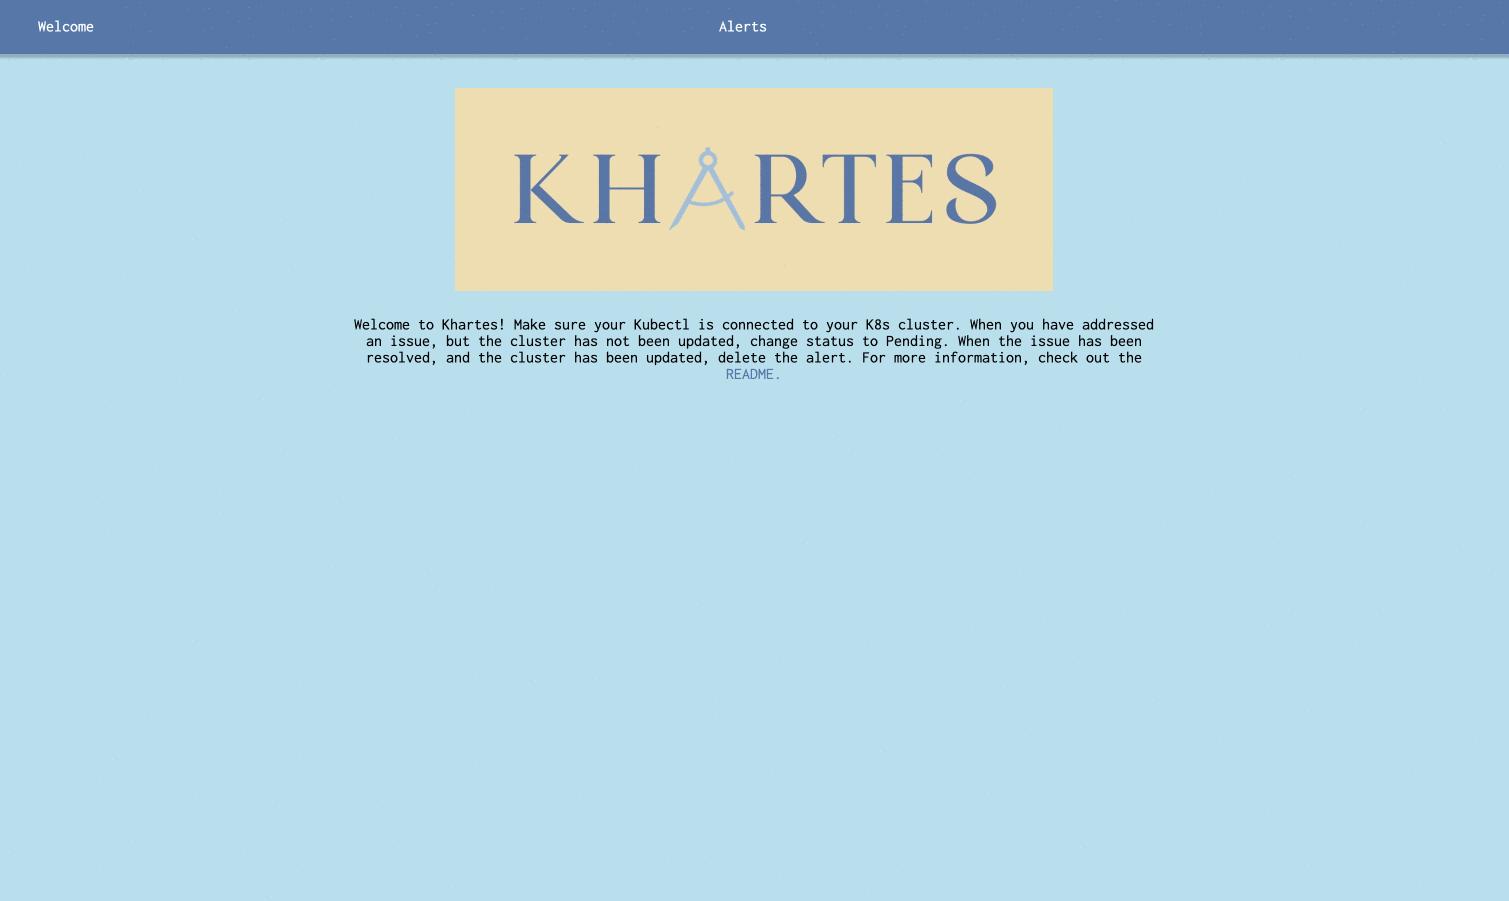 Welcome
Alerts
KHARTES
Welcome to Khartes! Make sure your Kubectl is connected to your K8s cluster. When you have addressed
an issue, but the cluster has not been updated, change status to Pending. When the issue has been
resolved, and the cluster has been updated, delete the alert. For more information, check out the
README.